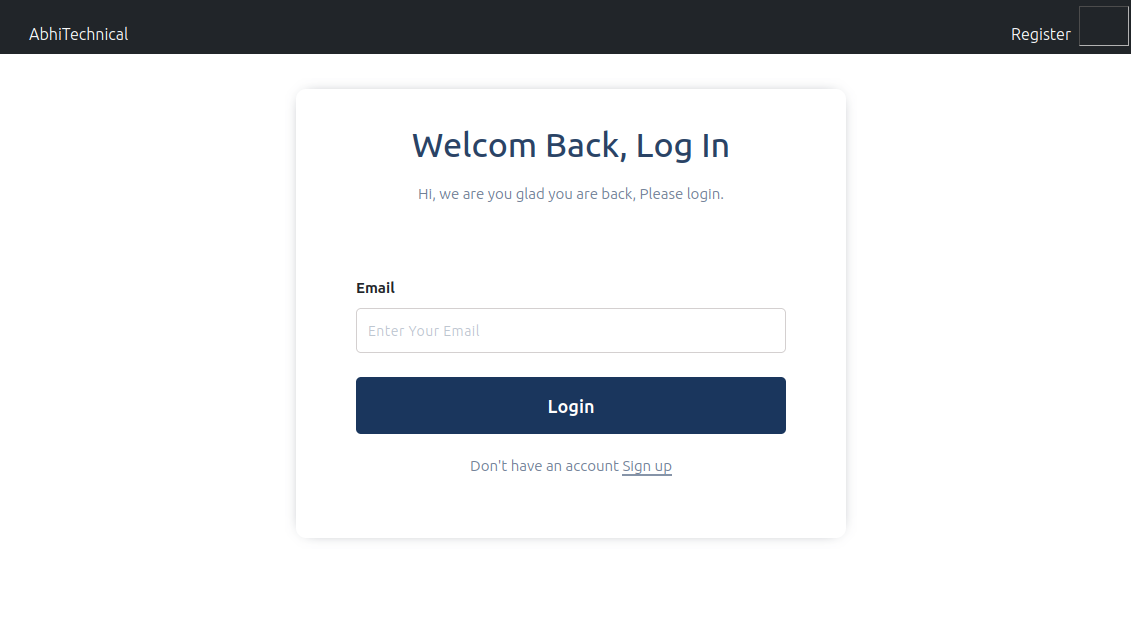 AbhiTechnical
Register
Welcom Back, Log In
Hi, we are you glad you are back, Please login.
Email
Enter Your Email
Login
Don't have an account Sign up